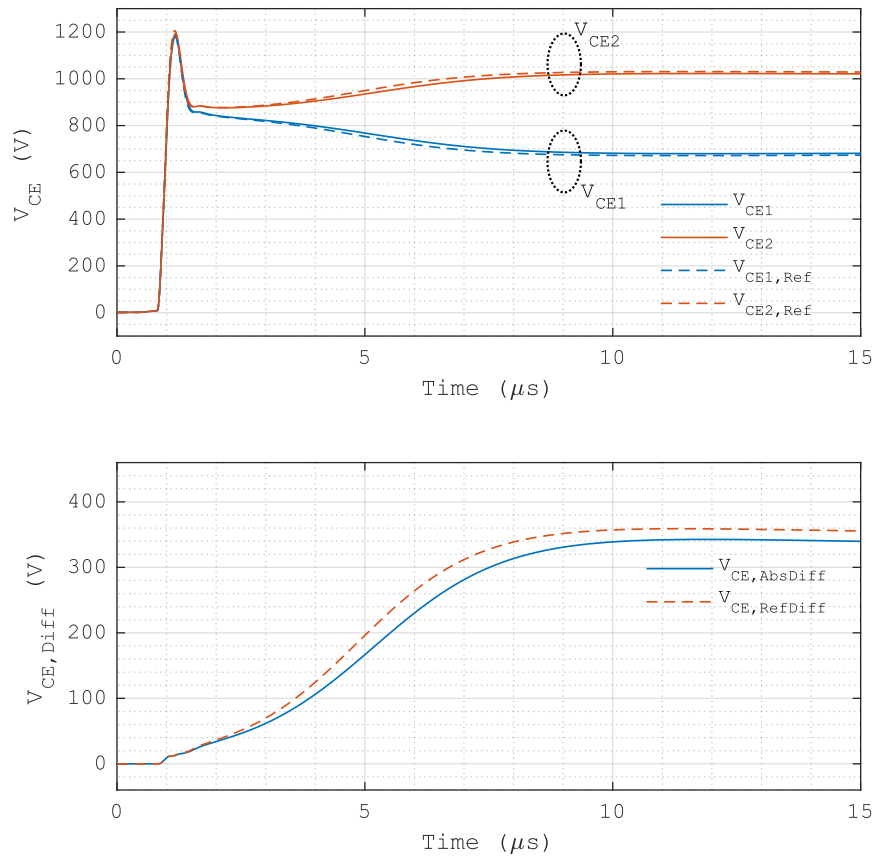 1200
1000
800
600
400
200
0
V_CE (V)
V_CE2
V_CE1
V_CE1
V_CE2
V_CE1,Ref
V_CE2,Ref
0 5 10 15
Time (μs)
400
300
200
100
0
V_CE,Diff (V)
V_CE,AbsDiff
V_CE,RefDiff
0 5 10 15
Time (μs)